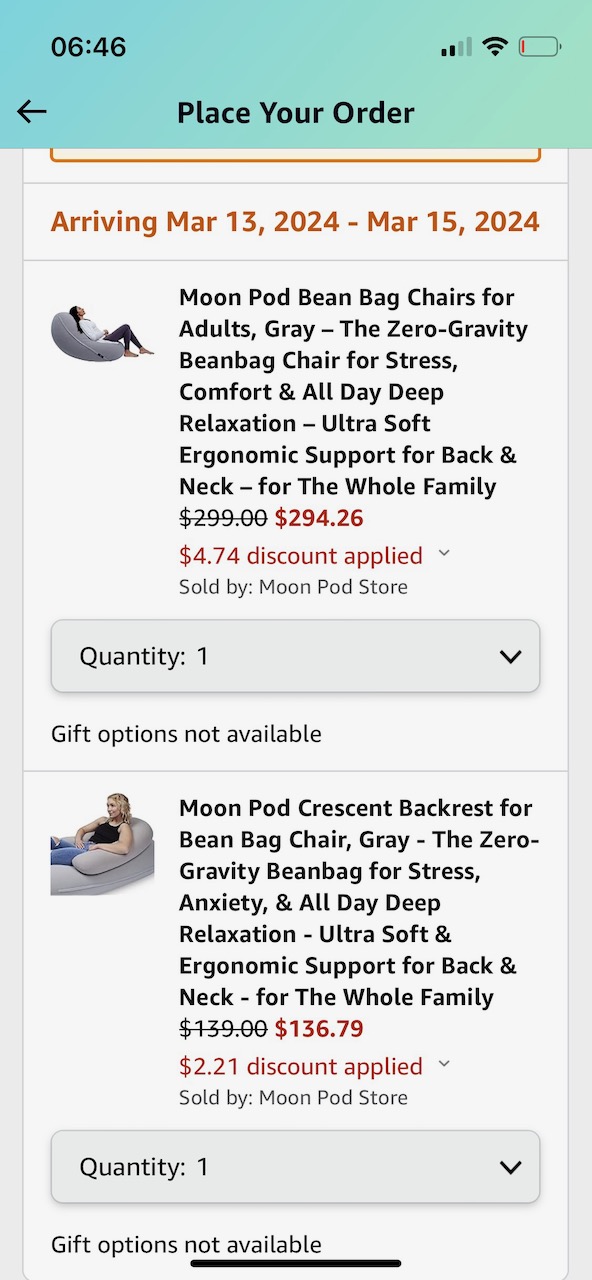 06:46
Place Your Order
Arriving Mar 13, 2024 - Mar 15, 2024
Moon Pod Bean Bag Chairs for
Adults, Gray – The Zero-Gravity
Beanbag Chair for Stress,
Comfort & All Day Deep
Relaxation – Ultra Soft
Ergonomic Support for Back &
Neck – for The Whole Family
$299.00 $294.26
$4.74 discount applied
Sold by: Moon Pod Store
Quantity: 1
Gift options not available
Moon Pod Crescent Backrest for
Bean Bag Chair, Gray - The Zero-
Gravity Beanbag for Stress,
Anxiety, & All Day Deep
Relaxation - Ultra Soft &
Ergonomic Support for Back &
Neck - for The Whole Family
$139.00 $136.79
$2.21 discount applied
Sold by: Moon Pod Store
Quantity: 1
Gift options not available